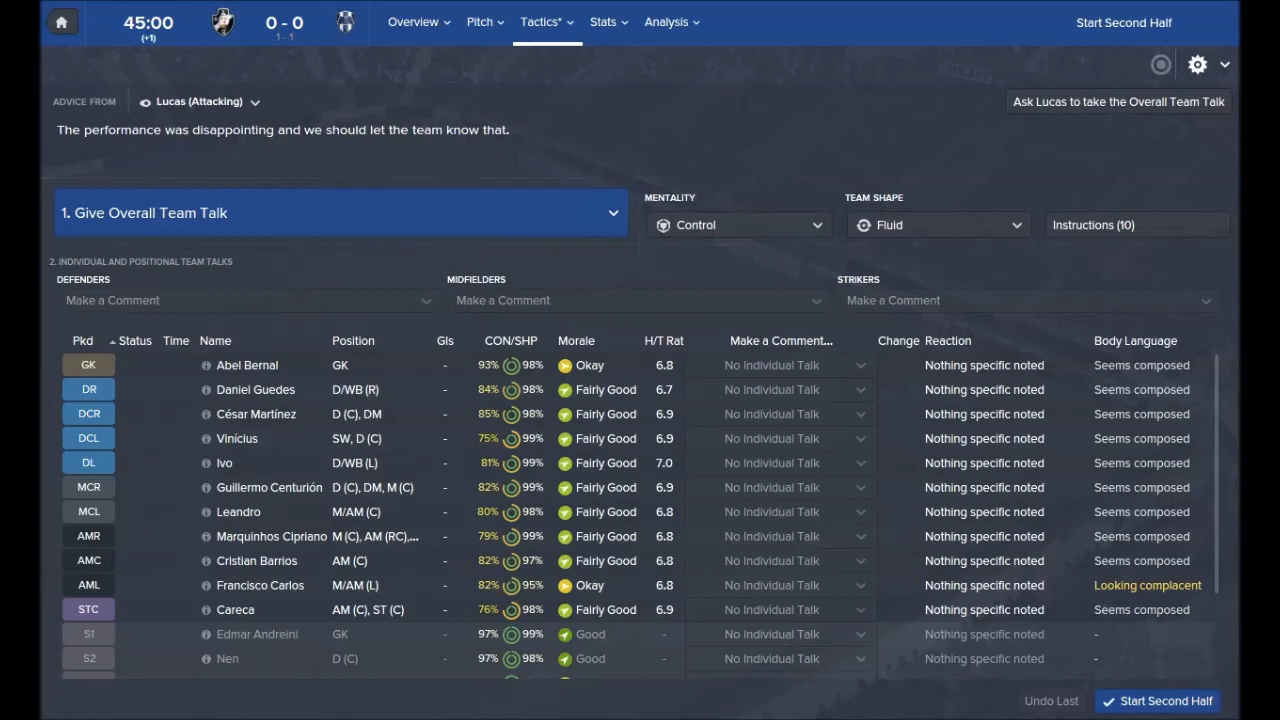 45:00 0 - 0 Overview Pitch Tactics* Stats Analysis Start Second Half
(+1) 1 - 1
ADVICE FROM Lucas (Attacking) Ask Lucas to take the Overall Team Talk
The performance was disappointing and we should let the team know that.
1. Give Overall Team Talk
MENTALITY TEAM SHAPE
Control Fluid Instructions (10)
2. INDIVIDUAL AND POSITIONAL TEAM TALKS
DEFENDERS MIDFIELDERS STRIKERS
Make a Comment Make a Comment Make a Comment
Pkd Status Time Name Position Gls CON/SHP Morale H/T Rat Make a Comment... Change Reaction Body Language
GK Abel Bernal GK - 93% 98% Okay 6.8 No Individual Talk Nothing specific noted Seems composed
DR Daniel Guedes D/WB (R) - 84% 98% Fairly Good 6.7 No Individual Talk Nothing specific noted Seems composed
DCR César Martínez D (C), DM - 85% 98% Fairly Good 6.9 No Individual Talk Nothing specific noted Seems composed
DCL Vinícius SW, D (C) - 75% 99% Fairly Good 6.9 No Individual Talk Nothing specific noted Seems composed
DL Ivo D/WB (L) - 81% 99% Fairly Good 7.0 No Individual Talk Nothing specific noted Seems composed
MCR Guillermo Centurión D (C), DM, M (C) - 82% 99% Fairly Good 6.9 No Individual Talk Nothing specific noted Seems composed
MCL Leandro M/AM (C) - 80% 98% Fairly Good 6.8 No Individual Talk Nothing specific noted Seems composed
AMR Marquinhos Cipriano M (C), AM (RC),... - 79% 99% Fairly Good 6.8 No Individual Talk Nothing specific noted Seems composed
AMC Cristian Barrios AM (C) - 82% 97% Fairly Good 6.8 No Individual Talk Nothing specific noted Seems composed
AML Francisco Carlos M/AM (L) - 82% 95% Okay 6.8 No Individual Talk Nothing specific noted Looking complacent
STC Careca AM (C), ST (C) - 76% 98% Fairly Good 6.9 No Individual Talk Nothing specific noted Seems composed
S1 Edmar Andreini GK 97% 99% Good - No Individual Talk Nothing specific noted -
S2 Nen D (C) 97% 98% Good - No Individual Talk Nothing specific noted -
Undo Last Start Second Half